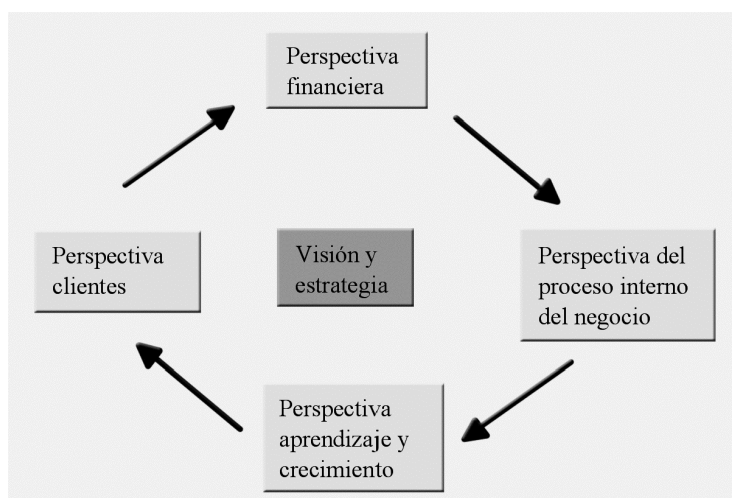 Perspectiva
financiera
Perspectiva
clientes
Visión y
estrategia
Perspectiva del
proceso interno
del negocio
Perspectiva
aprendizaje y
crecimiento